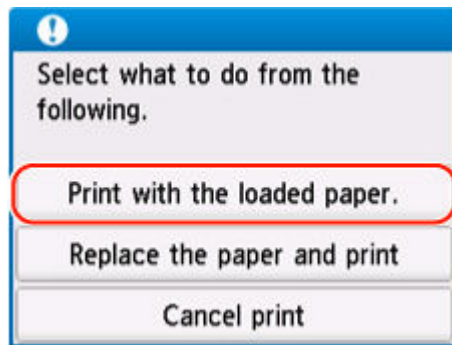 Select what to do from the
following.
Print with the loaded paper.
Replace the paper and print
Cancel print